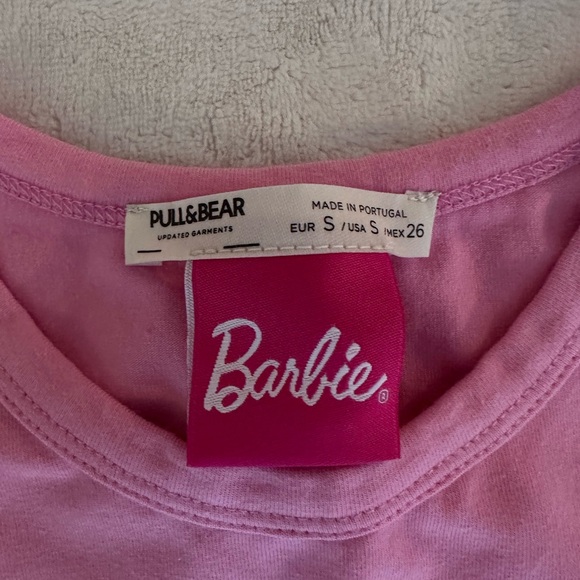 PULL&BEAR
UPDATED GARMENTS
MADE IN PORTUGAL
EUR S / USA S / MEX 26
Barbie®